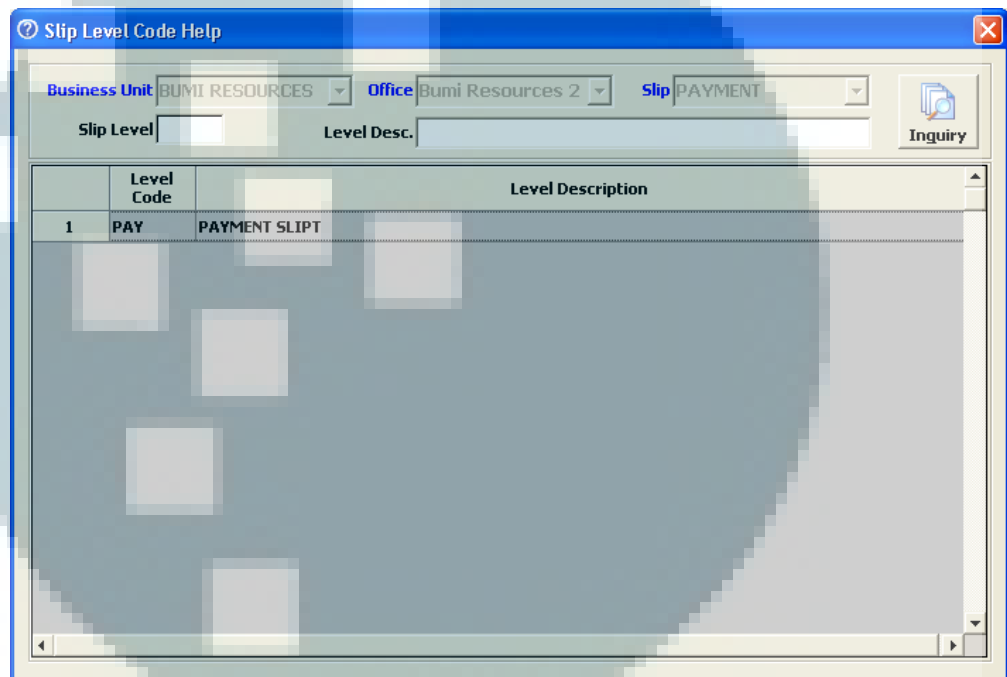 Slip Level Code Help
Business Unit BUMI RESOURCES Office Bumi Resources 2 Slip PAYMENT
Slip Level Level Desc. Inquiry
Level Code Level Description
1 PAY PAYMENT SLIPT